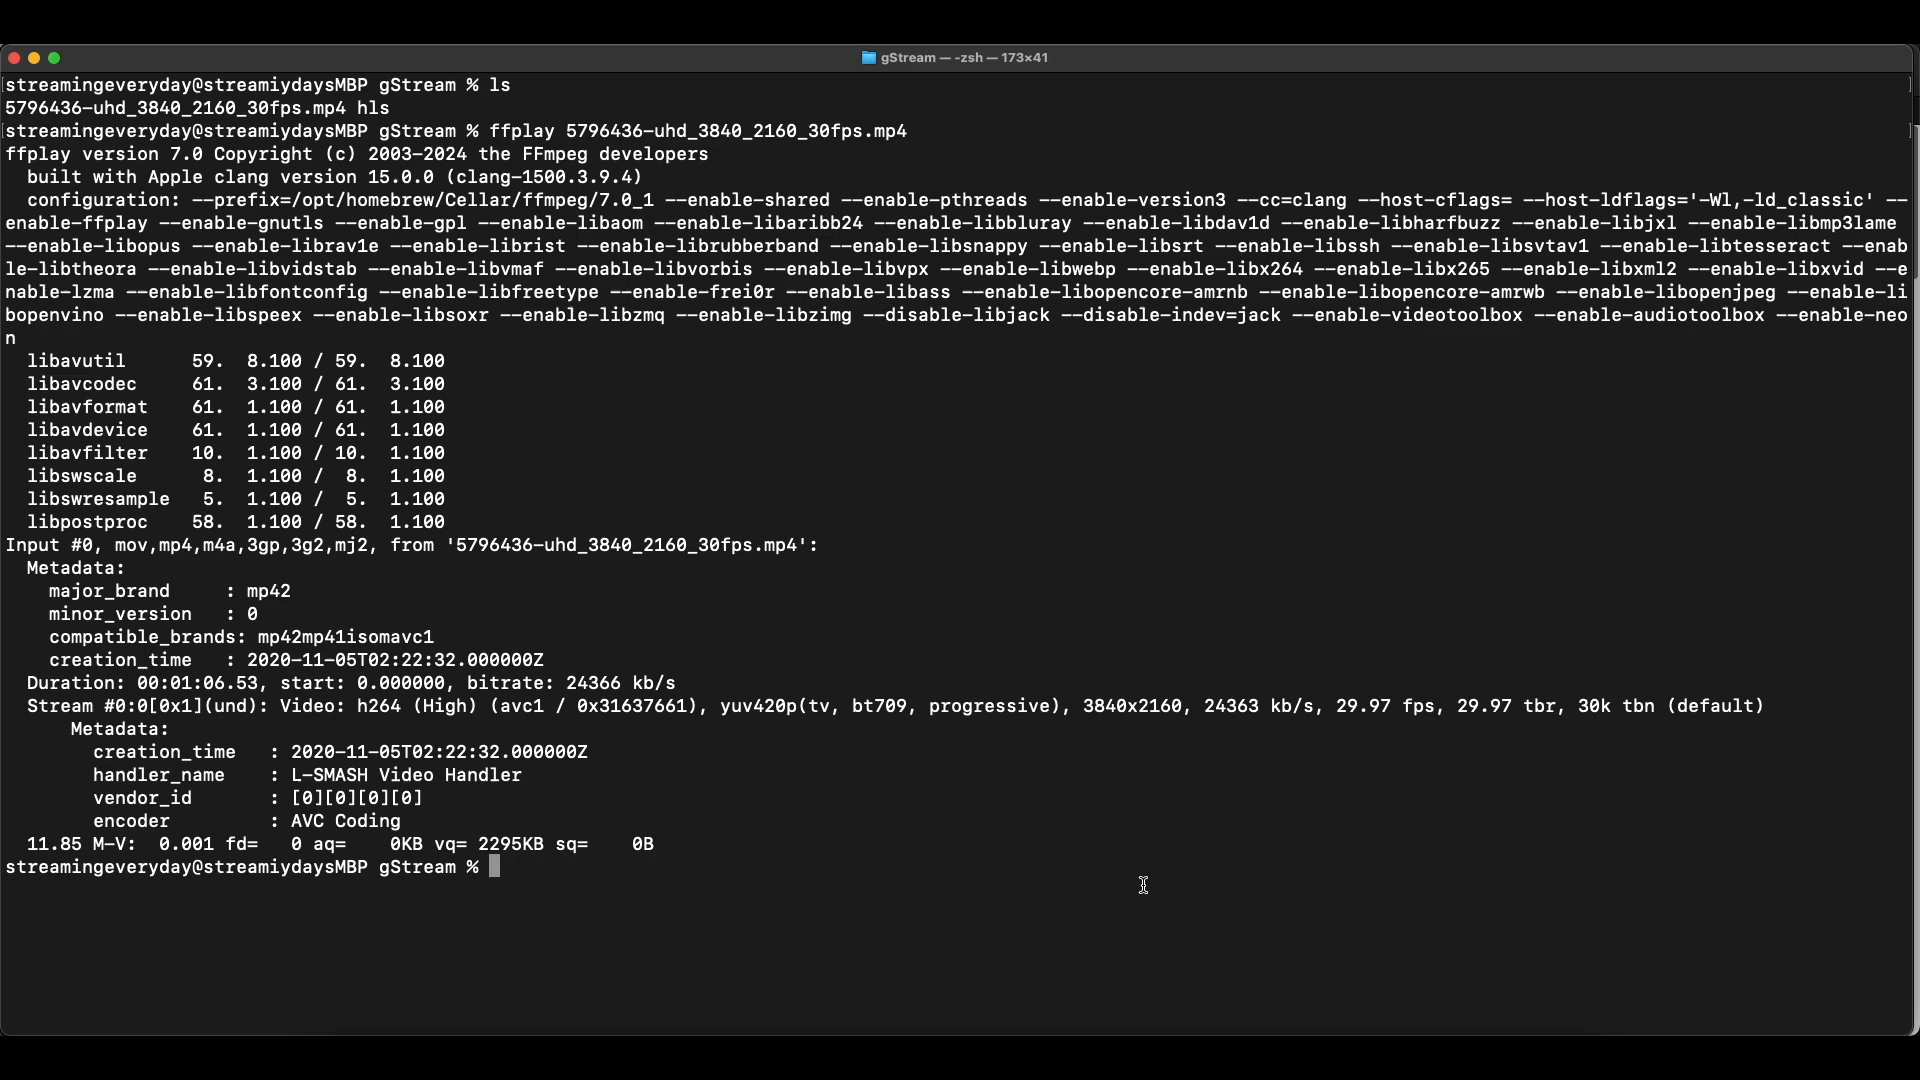 gStream — -zsh — 173×41
streamingeveryday@streamiydaysMBP gStream % ls
5796436-uhd_3840_2160_30fps.mp4 hls
streamingeveryday@streamiydaysMBP gStream % ffplay 5796436-uhd_3840_2160_30fps.mp4
ffplay version 7.0 Copyright (c) 2003-2024 the FFmpeg developers
  built with Apple clang version 15.0.0 (clang-1500.3.9.4)
  configuration: --prefix=/opt/homebrew/Cellar/ffmpeg/7.0_1 --enable-shared --enable-pthreads --enable-version3 --cc=clang --host-cflags= --host-ldflags='-Wl,-ld_classic' --
enable-ffplay --enable-gnutls --enable-gpl --enable-libaom --enable-libaribb24 --enable-libbluray --enable-libdav1d --enable-libharfbuzz --enable-libjxl --enable-libmp3lame
--enable-libopus --enable-librav1e --enable-librist --enable-librubberband --enable-libsnappy --enable-libsrt --enable-libssh --enable-libsvtav1 --enable-libtesseract --enab
le-libtheora --enable-libvidstab --enable-libvmaf --enable-libvorbis --enable-libvpx --enable-libwebp --enable-libx264 --enable-libx265 --enable-libxml2 --enable-libxvid --e
nable-lzma --enable-libfontconfig --enable-libfreetype --enable-frei0r --enable-libass --enable-libopencore-amrnb --enable-libopencore-amrwb --enable-libopenjpeg --enable-li
bopenvino --enable-libspeex --enable-libsoxr --enable-libzmq --enable-libzimg --disable-libjack --disable-indev=jack --enable-videotoolbox --enable-audiotoolbox --enable-neo
n
  libavutil      59.  8.100 / 59.  8.100
  libavcodec     61.  3.100 / 61.  3.100
  libavformat    61.  1.100 / 61.  1.100
  libavdevice    61.  1.100 / 61.  1.100
  libavfilter    10.  1.100 / 10.  1.100
  libswscale      8.  1.100 /  8.  1.100
  libswresample   5.  1.100 /  5.  1.100
  libpostproc    58.  1.100 / 58.  1.100
Input #0, mov,mp4,m4a,3gp,3g2,mj2, from '5796436-uhd_3840_2160_30fps.mp4':
  Metadata:
    major_brand     : mp42
    minor_version   : 0
    compatible_brands: mp42mp41isomavc1
    creation_time   : 2020-11-05T02:22:32.000000Z
  Duration: 00:01:06.53, start: 0.000000, bitrate: 24366 kb/s
  Stream #0:0[0x1](und): Video: h264 (High) (avc1 / 0x31637661), yuv420p(tv, bt709, progressive), 3840x2160, 24363 kb/s, 29.97 fps, 29.97 tbr, 30k tbn (default)
      Metadata:
        creation_time   : 2020-11-05T02:22:32.000000Z
        handler_name    : L-SMASH Video Handler
        vendor_id       : [0][0][0][0]
        encoder         : AVC Coding
  11.85 M-V:  0.001 fd=   0 aq=    0KB vq= 2295KB sq=    0B
streamingeveryday@streamiydaysMBP gStream %